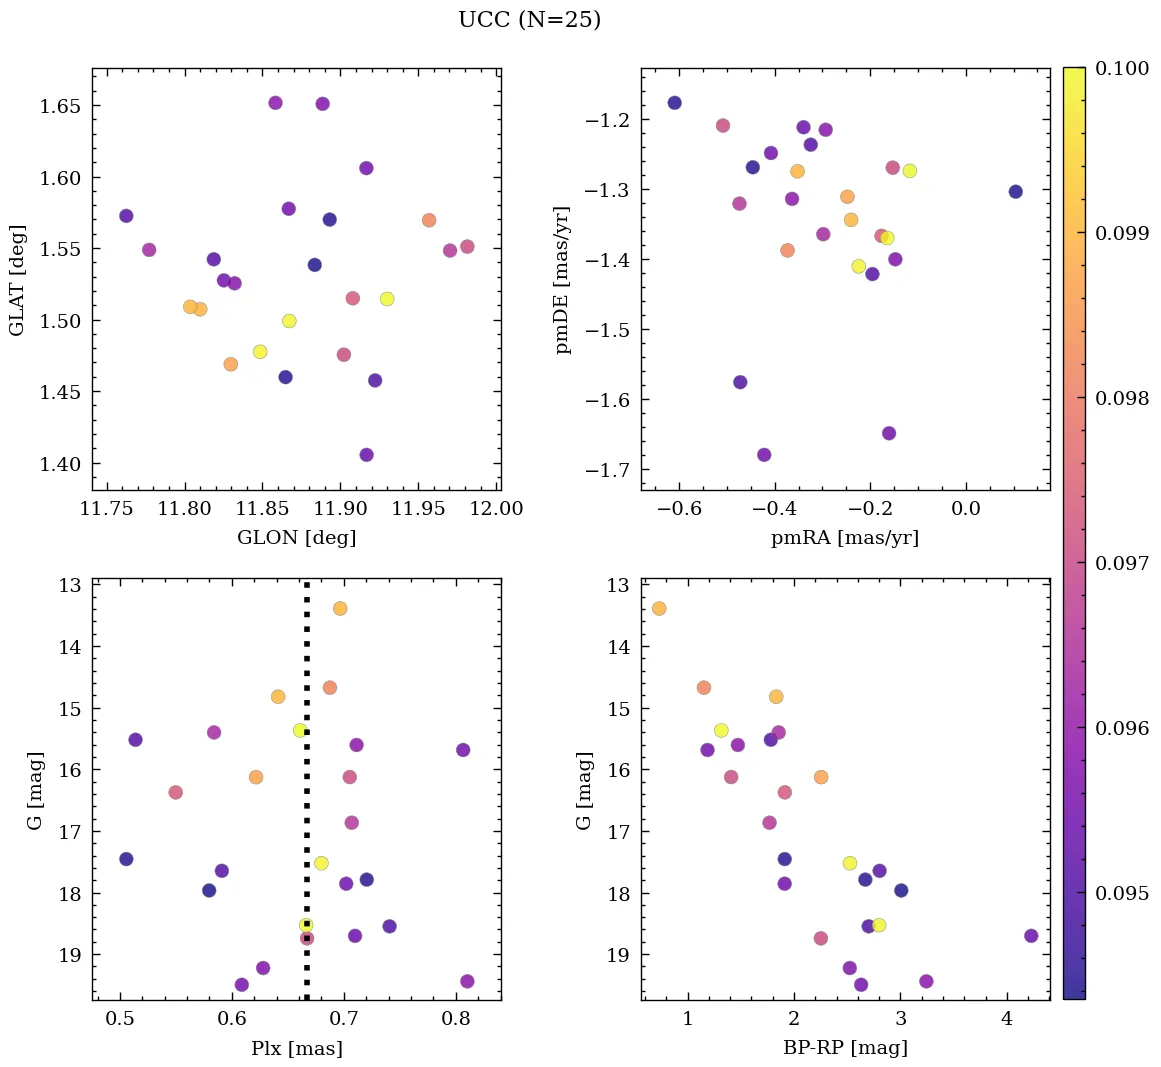 UCC (N=25)
1.65
1.60
1.55
1.50
1.45
1.40
GLAT [deg]
11.75 11.80 11.85 11.90 11.95 12.00
GLON [deg]
−1.2
−1.3
−1.4
−1.5
−1.6
−1.7
pmDE [mas/yr]
−0.6 −0.4 −0.2 0.0
pmRA [mas/yr]
0.100
0.099
0.098
0.097
0.096
0.095
13
14
15
16
17
18
19
G [mag]
0.5 0.6 0.7 0.8
Plx [mas]
13
14
15
16
17
18
19
G [mag]
1 2 3 4
BP-RP [mag]